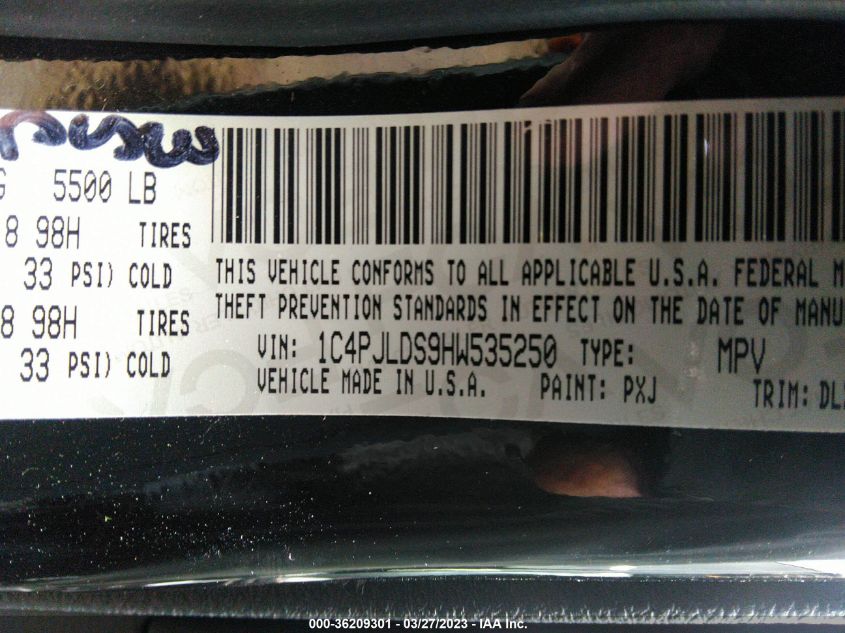 G 5500 LB
8 98H TIRES
33 PSI) COLD
8 98H TIRES
33 PSI) COLD
THIS VEHICLE CONFORMS TO ALL APPLICABLE U.S.A. FEDERAL M
THEFT PREVENTION STANDARDS IN EFFECT ON THE DATE OF MANU
VIN: 1C4PJLDS9HW535250 TYPE: MPV
VEHICLE MADE IN U.S.A. PAINT: PXJ TRIM: DL
000-36209301 - 03/27/2023 - IAA Inc.